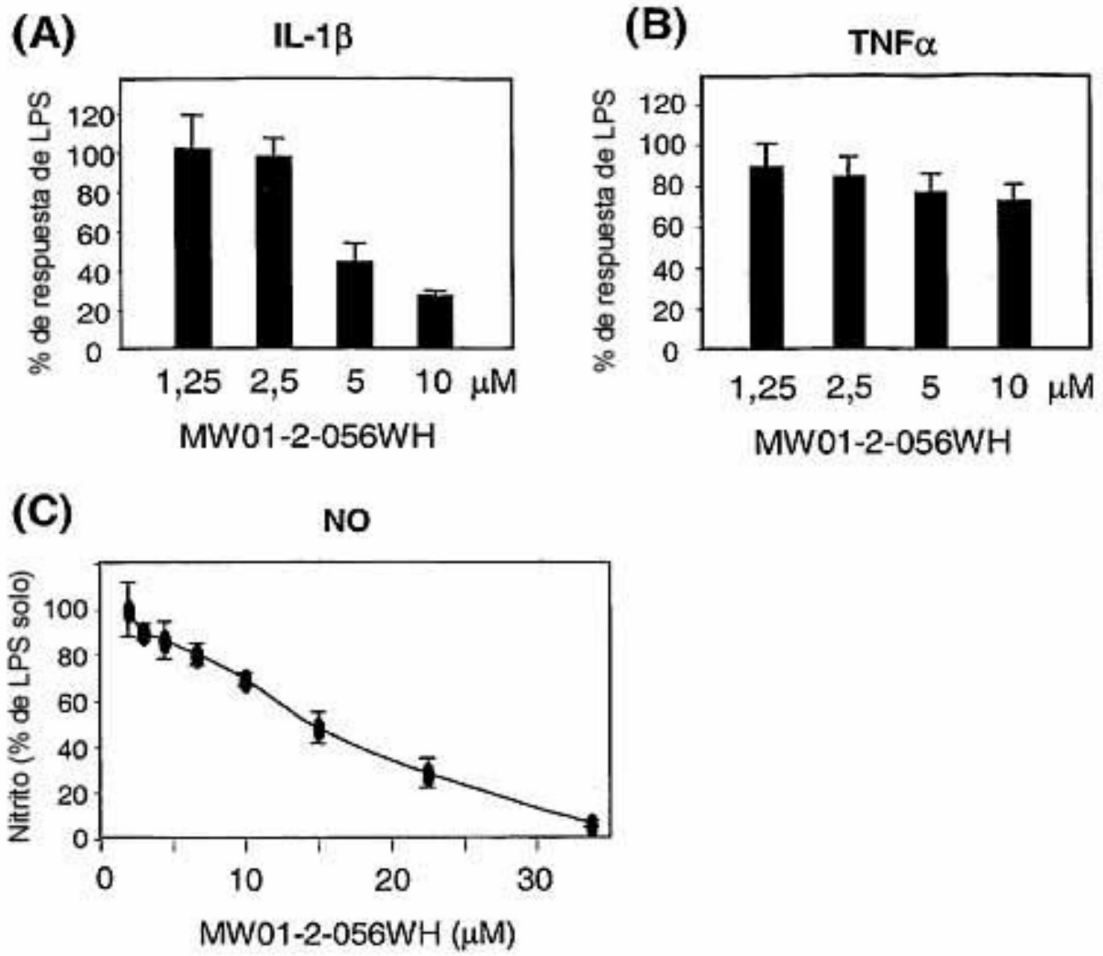 (A)
IL-1β
% de respuesta de LPS
120
100
80
60
40
20
0
1,25 2,5 5 10 μM
MW01-2-056WH
(B)
TNFα
% de respuesta de LPS
120
100
80
60
40
20
0
1,25 2,5 5 10 μM
MW01-2-056WH
(C)
NO
Nitrito (% de LPS solo)
100
80
60
40
20
0
0 10 20 30
MW01-2-056WH (μM)